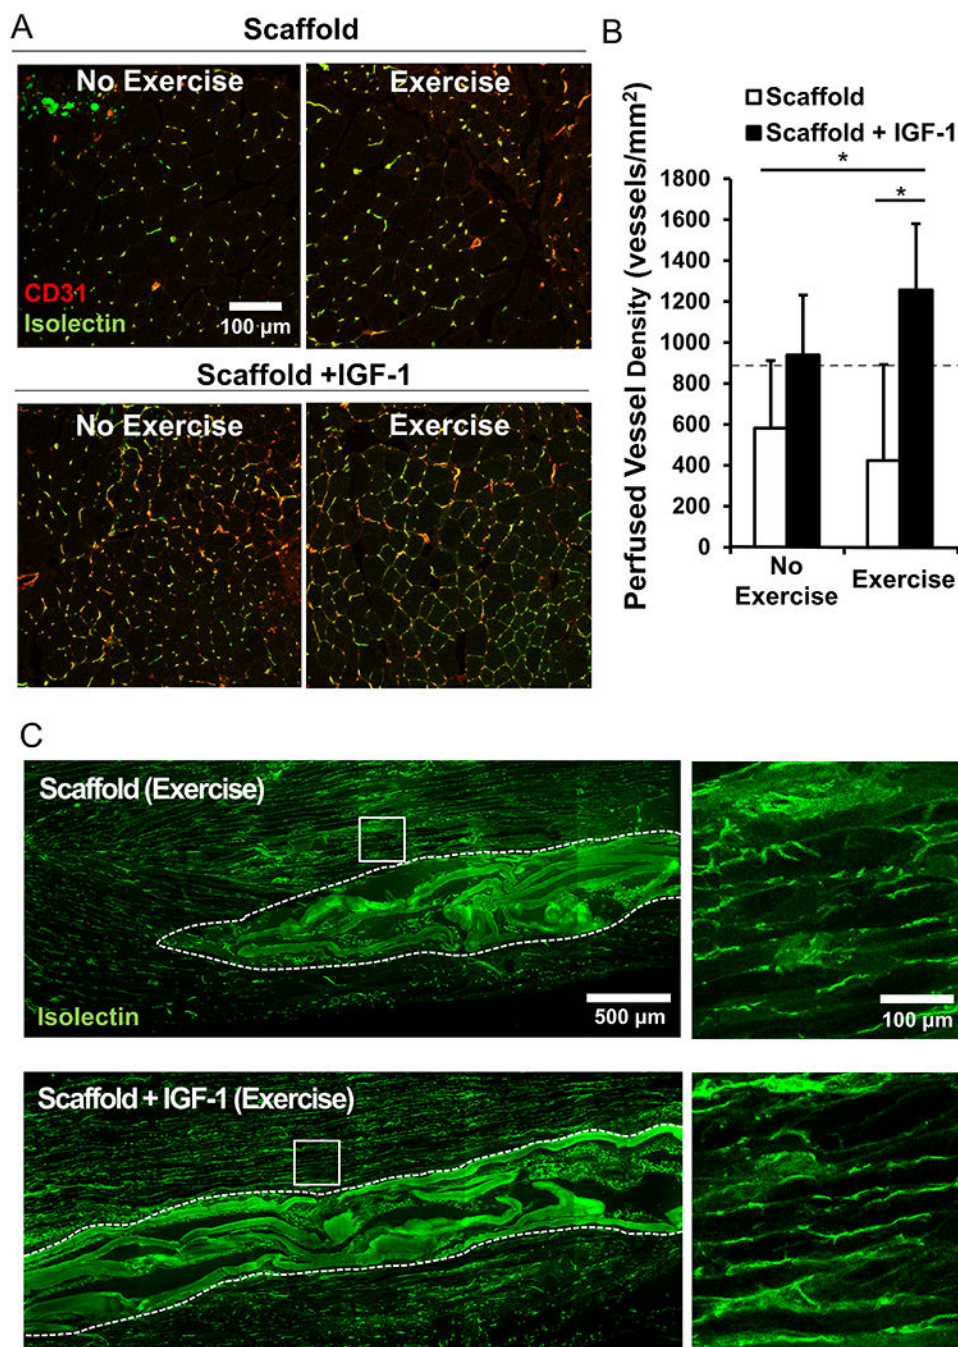 A
Scaffold
No Exercise
Exercise
CD31
Isolectin
100 µm
Scaffold +IGF-1
No Exercise
Exercise
B
Scaffold
Scaffold + IGF-1
*
*
Perfused Vessel Density (vessels/mm²)
1800
1600
1400
1200
1000
800
600
400
200
0
No
Exercise
Exercise
C
Scaffold (Exercise)
Isolectin
500 µm
100 µm
Scaffold + IGF-1 (Exercise)